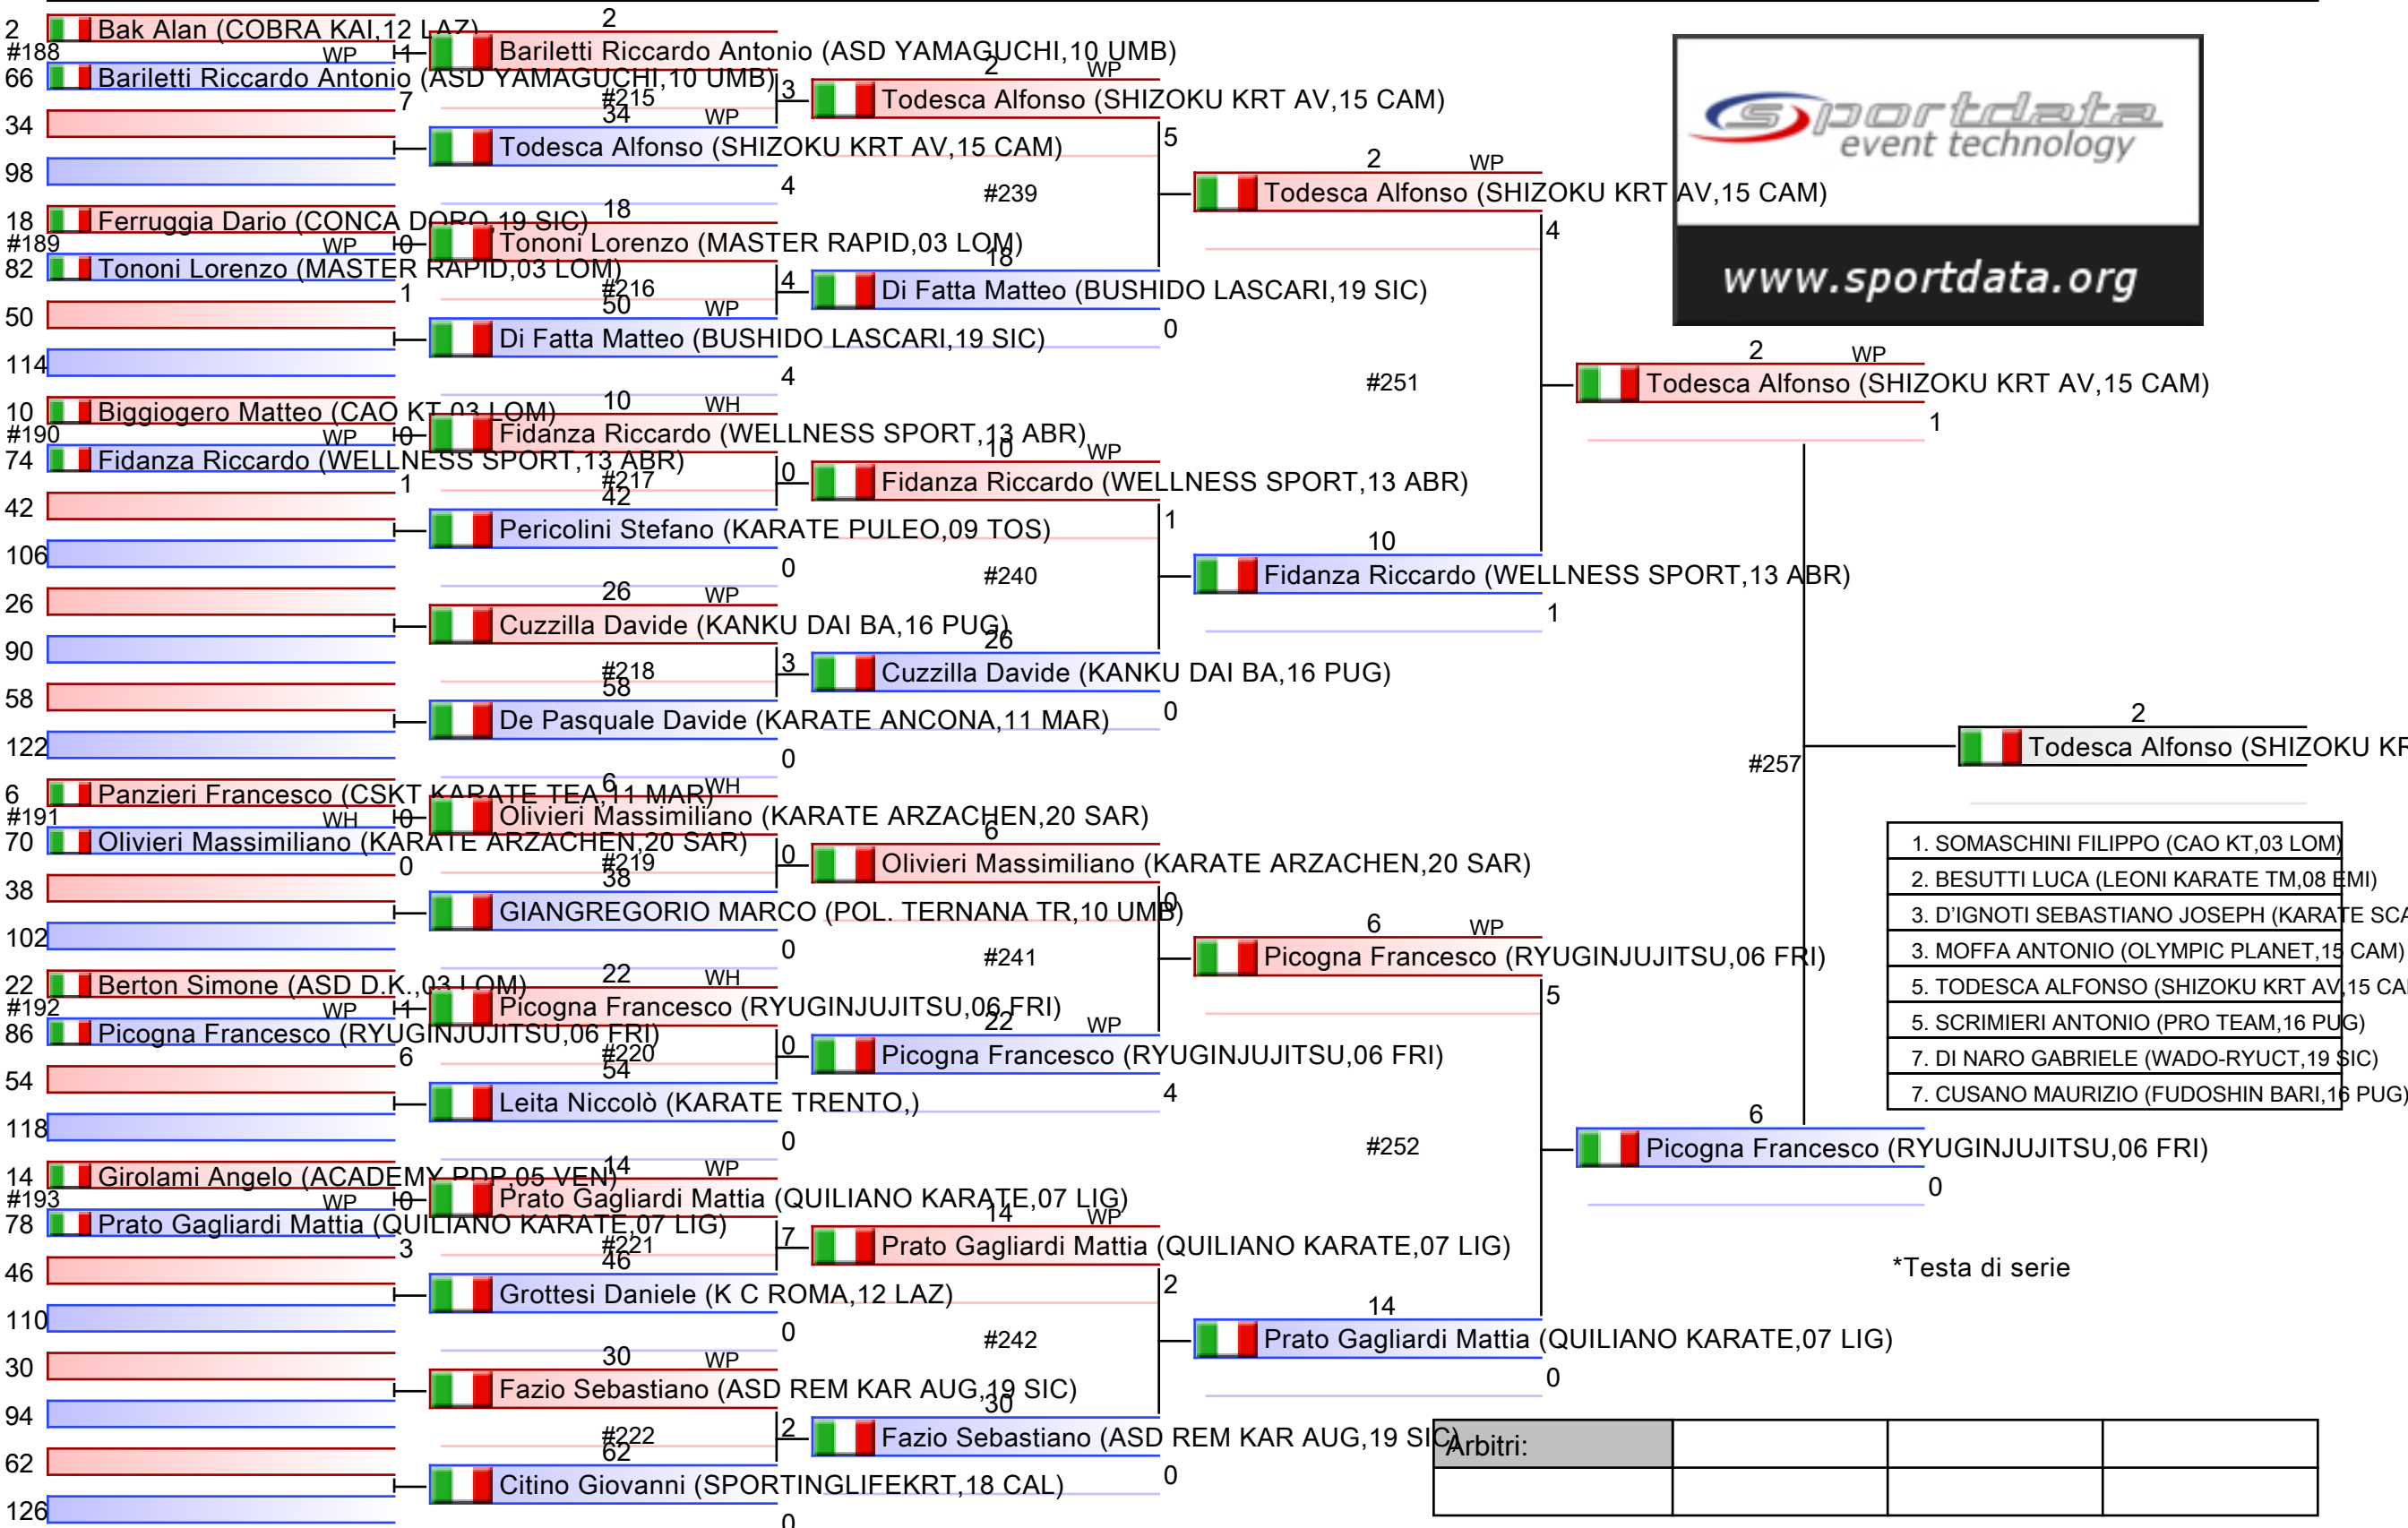 2 Bak Alan (COBRA KAI,12 LAZ)
#188 WP 1
66 Bariletti Riccardo Antonio (ASD YAMAGUCHI,10 UMB)
7
34
98
18 Ferruggia Dario (CONCA DORO,19 SIC)
#189 WP 0
82 Tononi Lorenzo (MASTER RAPID,03 LOM)
1
50
114
10 Biggiogero Matteo (CAO KT,03 LOM)
#190 WP 0
74 Fidanza Riccardo (WELLNESS SPORT,13 ABR)
1
42
106
26
90
58
122
6 Panzieri Francesco (CSKT KARATE TEA,11 MAR)
#191 WH 0
70 Olivieri Massimiliano (KARATE ARZACHEN,20 SAR)
0
38
102
22 Berton Simone (ASD D.K.,03 LOM)
#192 WP 1
86 Picogna Francesco (RYUGINJUJITSU,06 FRI)
6
54
118
14 Girolami Angelo (ACADEMY PDP,05 VEN)
#193 WP 0
78 Prato Gagliardi Mattia (QUILIANO KARATE,07 LIG)
3
46
110
30
94
62
126
2
Bariletti Riccardo Antonio (ASD YAMAGUCHI,10 UMB)
#215 3
34 WP
Todesca Alfonso (SHIZOKU KRT AV,15 CAM)
4
18
Tononi Lorenzo (MASTER RAPID,03 LOM)
#216 4
50 WP
Di Fatta Matteo (BUSHIDO LASCARI,19 SIC)
4
10 WH
Fidanza Riccardo (WELLNESS SPORT,13 ABR)
#217 0
42
Pericolini Stefano (KARATE PULEO,09 TOS)
0
26 WP
Cuzzilla Davide (KANKU DAI BA,16 PUG)
#218 3
58
De Pasquale Davide (KARATE ANCONA,11 MAR)
0
6 WH
Olivieri Massimiliano (KARATE ARZACHEN,20 SAR)
#219 0
38
GIANGREGORIO MARCO (POL. TERNANA TR,10 UMB)
0
22 WH
Picogna Francesco (RYUGINJUJITSU,06 FRI)
#220 0
54
Leita Niccolò (KARATE TRENTO,)
0
14 WP
Prato Gagliardi Mattia (QUILIANO KARATE,07 LIG)
#221 7
46
Grottesi Daniele (K C ROMA,12 LAZ)
0
30 WP
Fazio Sebastiano (ASD REM KAR AUG,19 SIC)
#222 2
62
Citino Giovanni (SPORTINGLIFEKRT,18 CAL)
0
2 WP
Todesca Alfonso (SHIZOKU KRT AV,15 CAM)
5
#239
18
Di Fatta Matteo (BUSHIDO LASCARI,19 SIC)
0
10 WP
Fidanza Riccardo (WELLNESS SPORT,13 ABR)
1
#240
26
Cuzzilla Davide (KANKU DAI BA,16 PUG)
0
6
Olivieri Massimiliano (KARATE ARZACHEN,20 SAR)
0
#241
22 WP
Picogna Francesco (RYUGINJUJITSU,06 FRI)
4
14 WP
Prato Gagliardi Mattia (QUILIANO KARATE,07 LIG)
2
#242
30
Fazio Sebastiano (ASD REM KAR AUG,19 SIC)
0
2 WP
Todesca Alfonso (SHIZOKU KRT AV,15 CAM)
4
#251
10
Fidanza Riccardo (WELLNESS SPORT,13 ABR)
1
6 WP
Picogna Francesco (RYUGINJUJITSU,06 FRI)
5
#252
14
Prato Gagliardi Mattia (QUILIANO KARATE,07 LIG)
0
sportdata
event technology
www.sportdata.org
2 WP
Todesca Alfonso (SHIZOKU KRT AV,15 CAM)
1
#257
6
Picogna Francesco (RYUGINJUJITSU,06 FRI)
0
2
Todesca Alfonso (SHIZOKU KR
1. SOMASCHINI FILIPPO (CAO KT,03 LOM)
2. BESUTTI LUCA (LEONI KARATE TM,08 EMI)
3. D'IGNOTI SEBASTIANO JOSEPH (KARATE SCA
3. MOFFA ANTONIO (OLYMPIC PLANET,15 CAM)
5. TODESCA ALFONSO (SHIZOKU KRT AV,15 CA
5. SCRIMIERI ANTONIO (PRO TEAM,16 PUG)
7. DI NARO GABRIELE (WADO-RYUCT,19 SIC)
7. CUSANO MAURIZIO (FUDOSHIN BARI,16 PUG)
*Testa di serie
Arbitri: